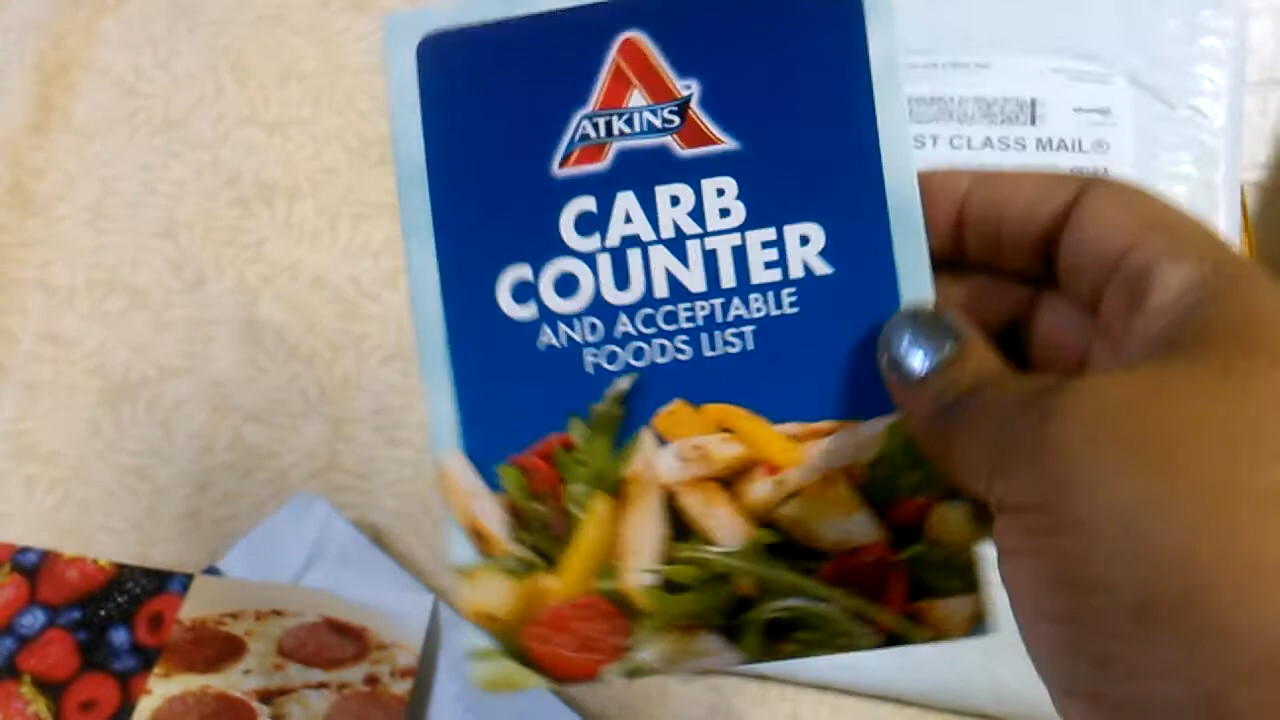 ATKINS
CARB
COUNTER
AND ACCEPTABLE
FOODS LIST
ST CLASS MAIL®